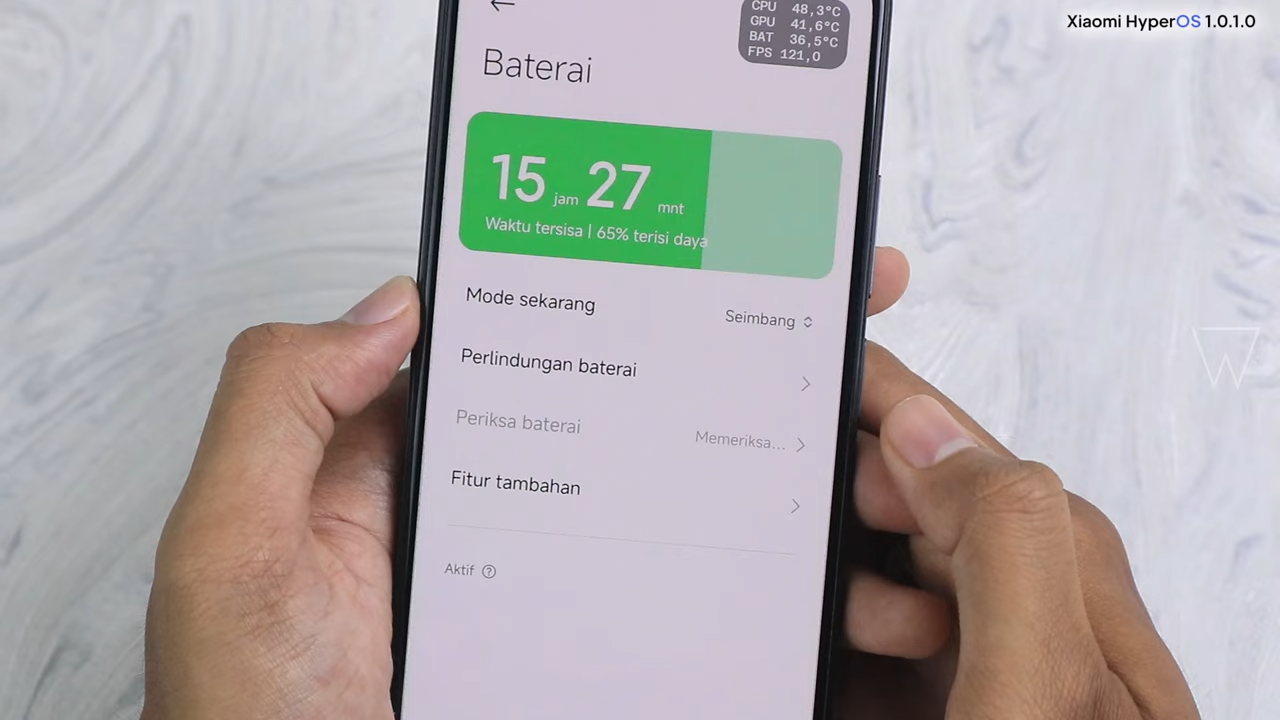 Xiaomi HyperOS 1.0.1.0
CPU 48,3°C
GPU 41,6°C
BAT 36,5°C
FPS 121,0
Baterai
15 jam 27 mnt
Waktu tersisa | 65% terisi daya
Mode sekarang
Seimbang
Perlindungan baterai
Periksa baterai
Memeriksa...
Fitur tambahan
Aktif
W